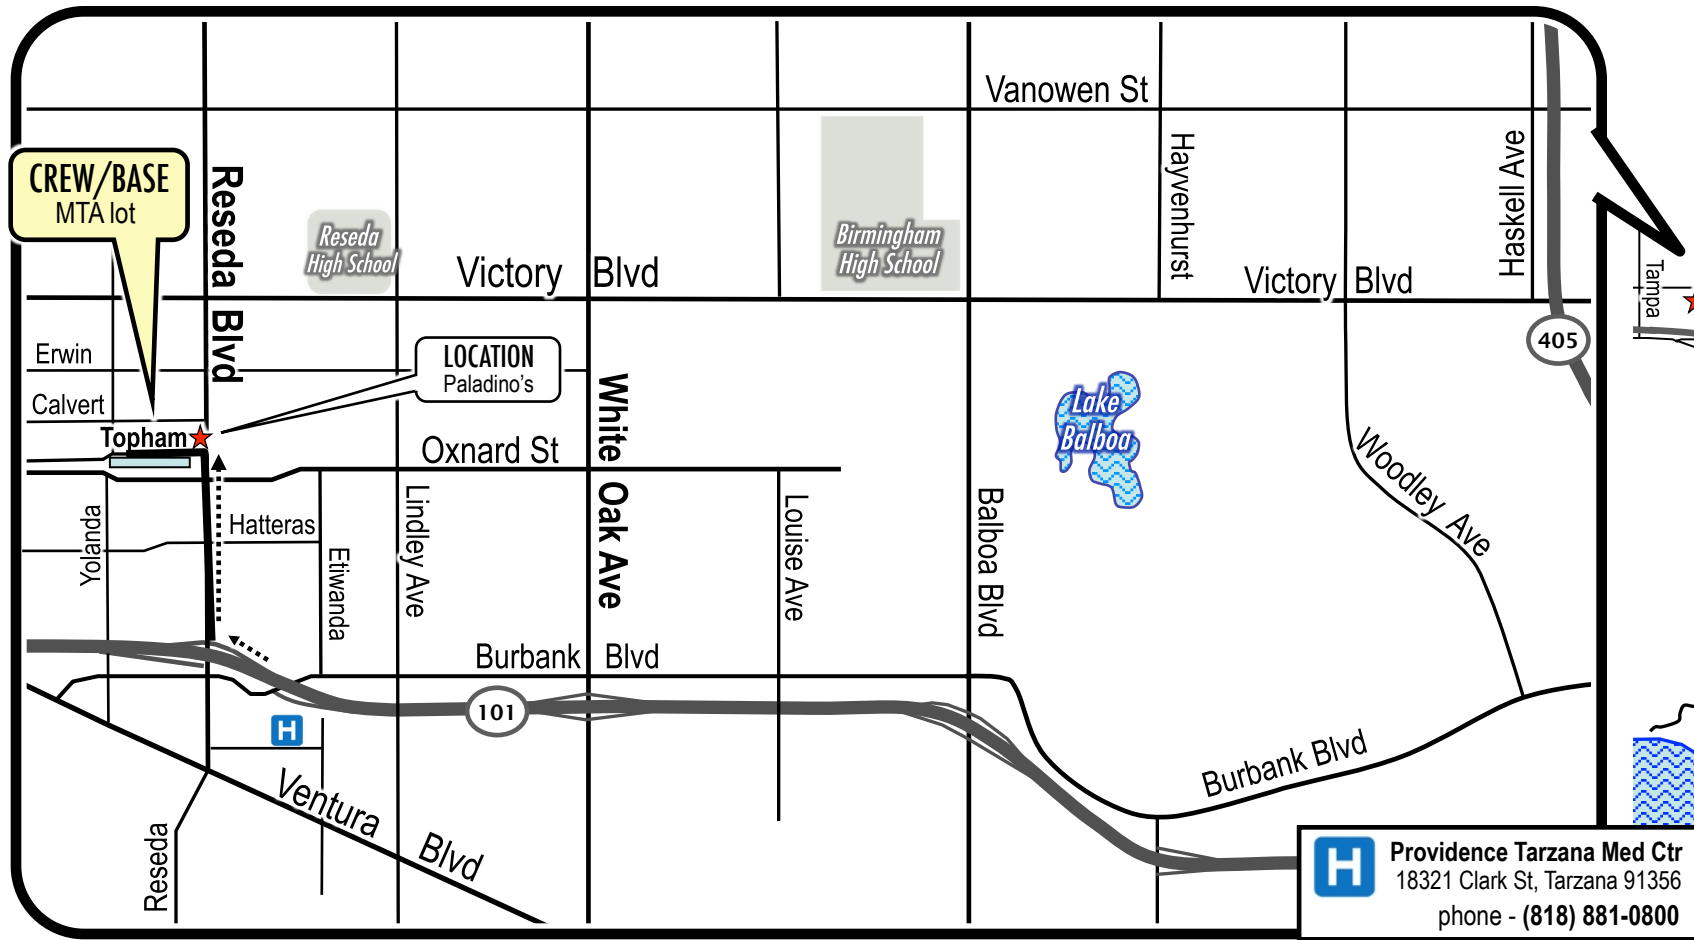 Vanowen St
CREW/BASE
MTA lot
Reseda Blvd
Reseda
High School
Birmingham
High School
Hayvenhurst
Haskell Ave
Victory Blvd
Victory Blvd
Tampa
405
Erwin
LOCATION
Paladino's
Calvert
Topham
White Oak Ave
Lake
Balboa
Oxnard St
Woodley Ave
Yolanda
Hatteras
Etiwanda
Lindley Ave
Louise Ave
Balboa Blvd
Burbank Blvd
101
H
Burbank Blvd
Ventura Blvd
Reseda
H
Providence Tarzana Med Ctr
18321 Clark St, Tarzana 91356
phone - (818) 881-0800